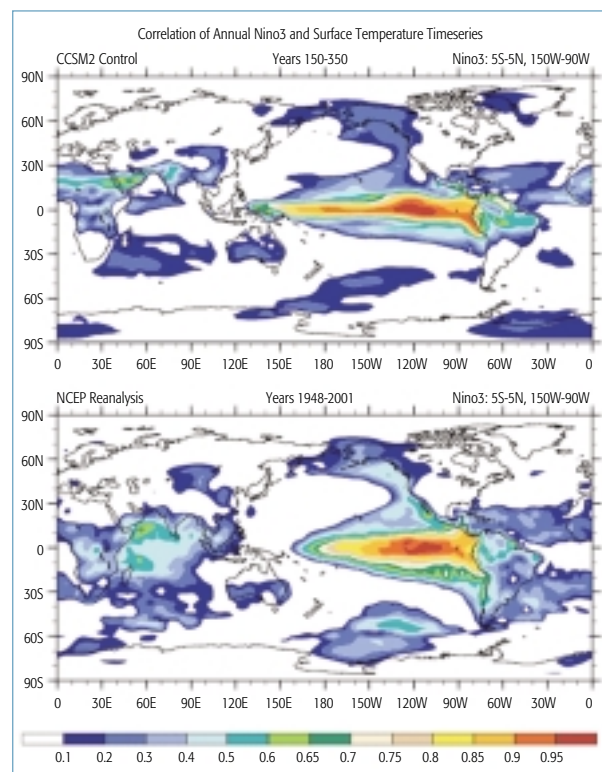 Correlation of Annual Nino3 and Surface Temperature Timeseries
CCSM2 Control Years 150-350 Nino3: 5S-5N, 150W-90W
90N
60N
30N
0
30S
60S
90S
0 30E 60E 90E 120E 150E 180 150W 120W 90W 60W 30W 0
NCEP Reanalysis Years 1948-2001 Nino3: 5S-5N, 150W-90W
90N
60N
30N
0
30S
60S
90S
0 30E 60E 90E 120E 150E 180 150W 120W 90W 60W 30W 0
0.1 0.2 0.3 0.4 0.5 0.6 0.65 0.7 0.75 0.8 0.85 0.9 0.95